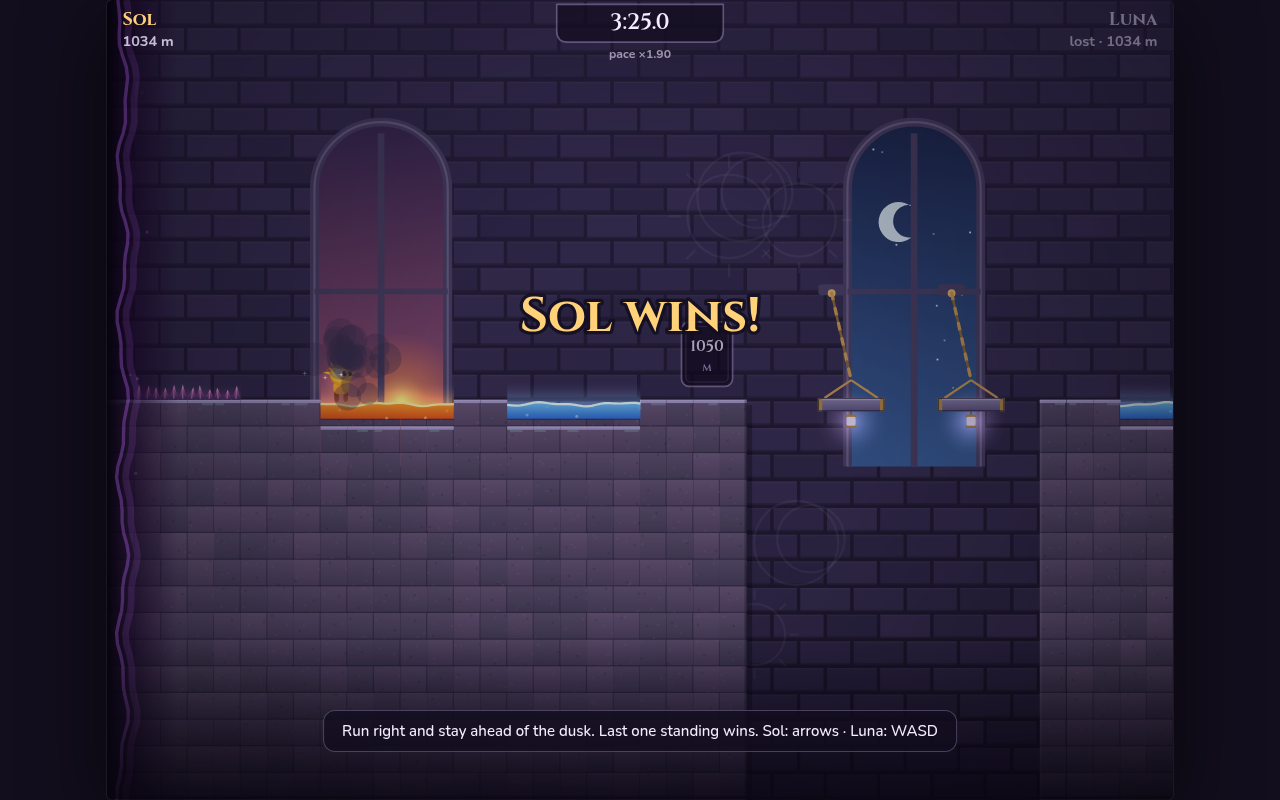 Sol
1034 m
3:25.0
pace ×1.90
Luna
lost · 1034 m
Sol wins!
1050
M
Run right and stay ahead of the dusk. Last one standing wins. Sol: arrows · Luna: WASD